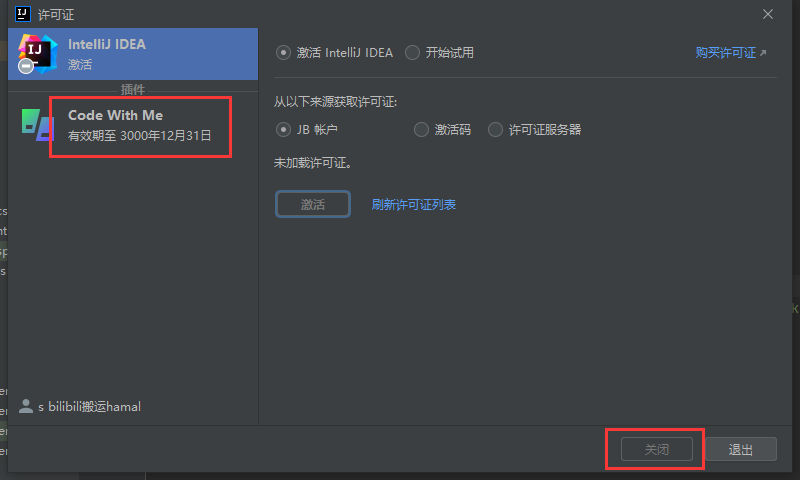 许可证
IntelliJ IDEA
激活
插件
Code With Me
有效期至 3000年12月31日
s bilibili搬运hamal
激活 IntelliJ IDEA 开始试用 购买许可证
从以下来源获取许可证:
JB 帐户 激活码 许可证服务器
未加载许可证。
激活 刷新许可证列表
关闭 退出